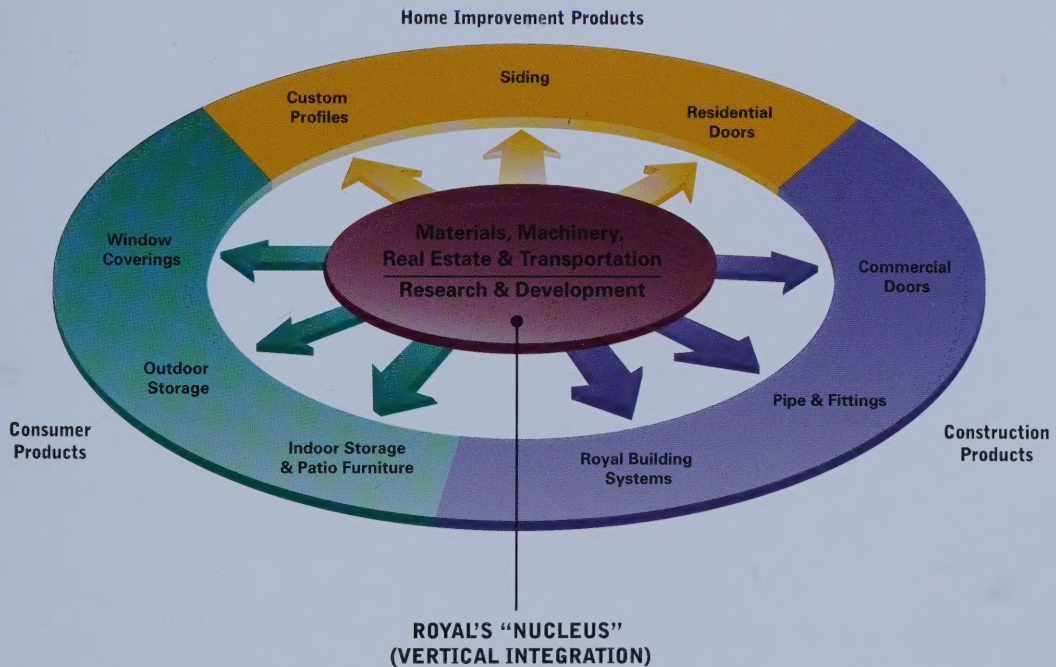 Home Improvement Products
Siding
Custom
Profiles
Residential
Doors
Window
Coverings
Materials, Machinery,
Real Estate & Transportation
Research & Development
Commercial
Doors
Outdoor
Storage
Pipe & Fittings
Consumer
Products
Indoor Storage
& Patio Furniture
Royal Building
Systems
Construction
Products
ROYAL'S “NUCLEUS”
(VERTICAL INTEGRATION)